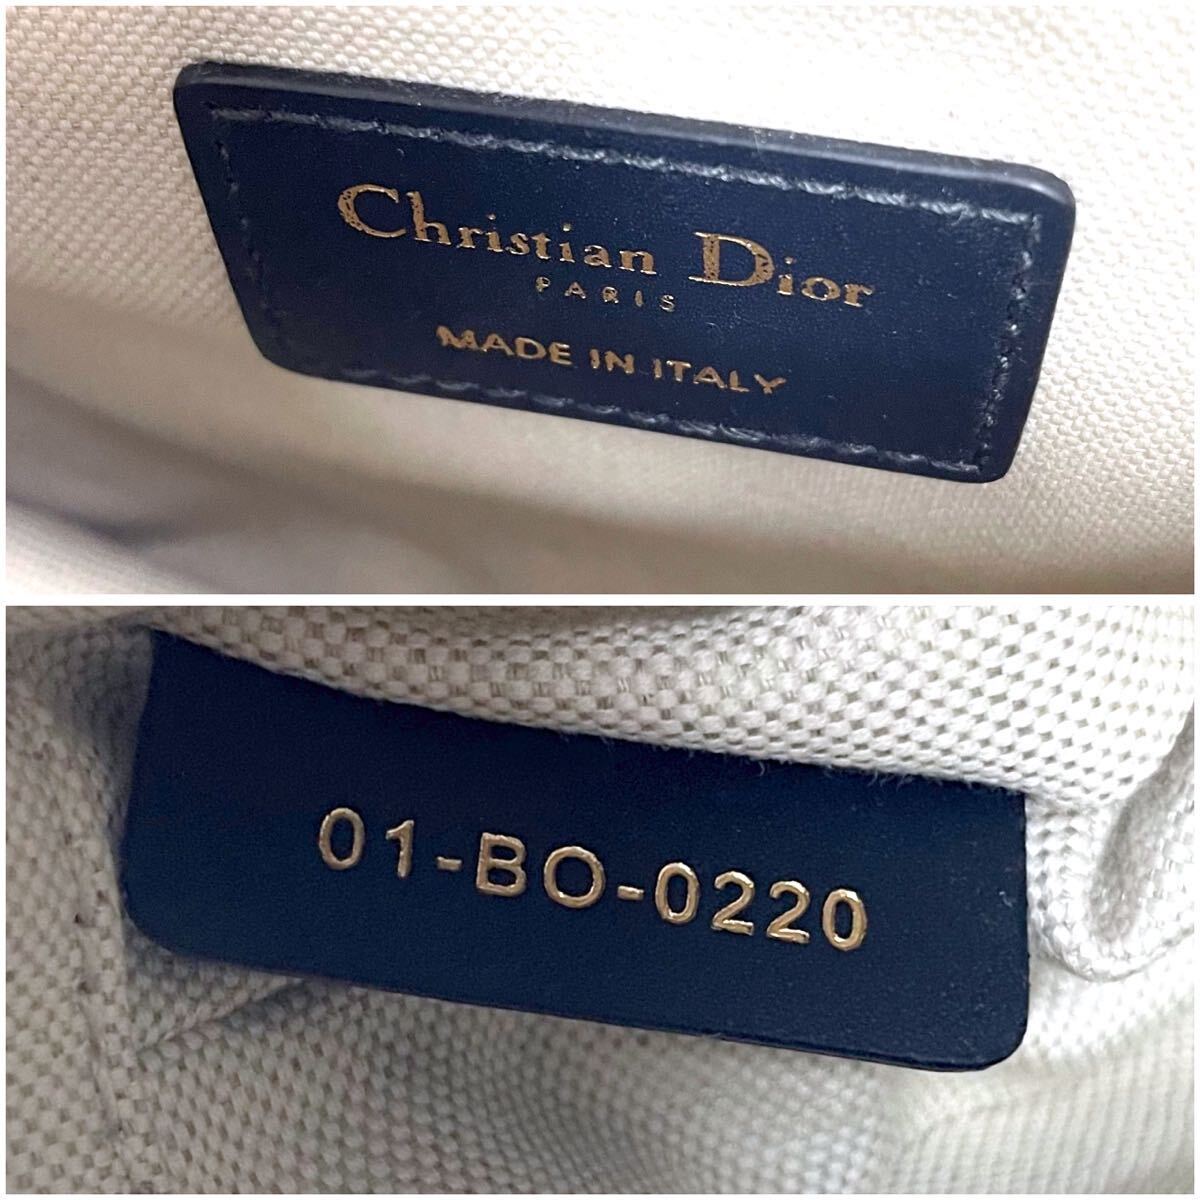 Christian Dior
PARIS
MADE IN ITALY
01-BO-0220